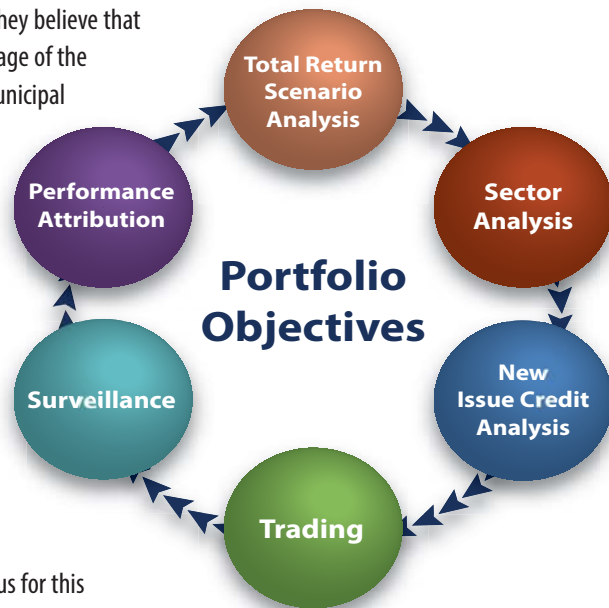 hey believe that
age of the
unicipal
Total Return
Scenario
Analysis
Performance
Attribution
Sector
Analysis
Portfolio
Objectives
Surveillance
New
Issue Credit
Analysis
Trading
us for this